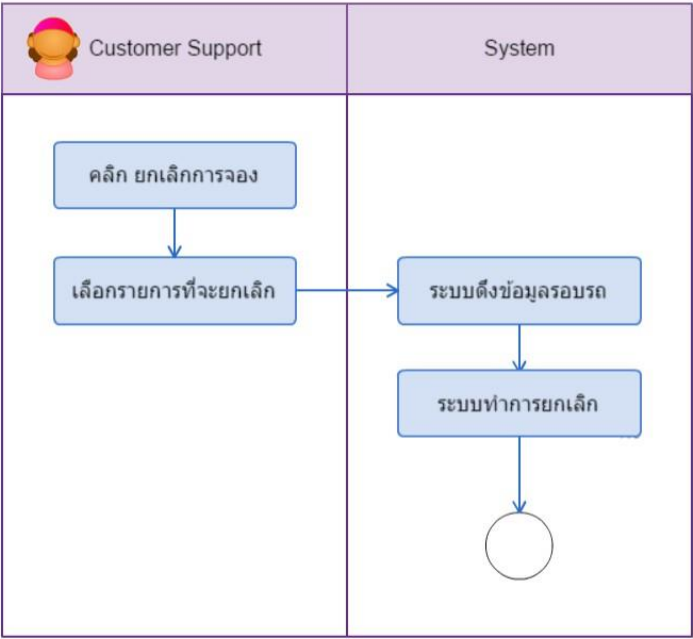 Customer Support
System
คลิก ยกเลิกการจอง
เลือกรายการที่จะยกเลิก
ระบบดึงข้อมูลรอบรถ
ระบบทำการยกเลิก